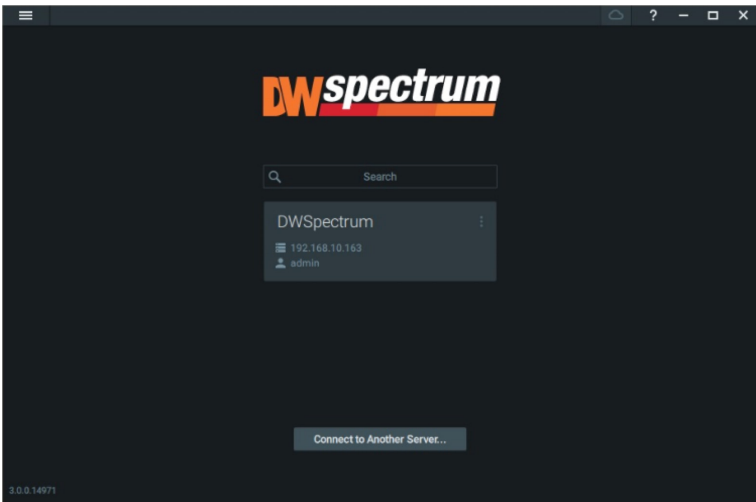 ?
DWspectrum
Search
DWSpectrum
192.168.10.163
admin
Connect to Another Server...
3.0.0.14971